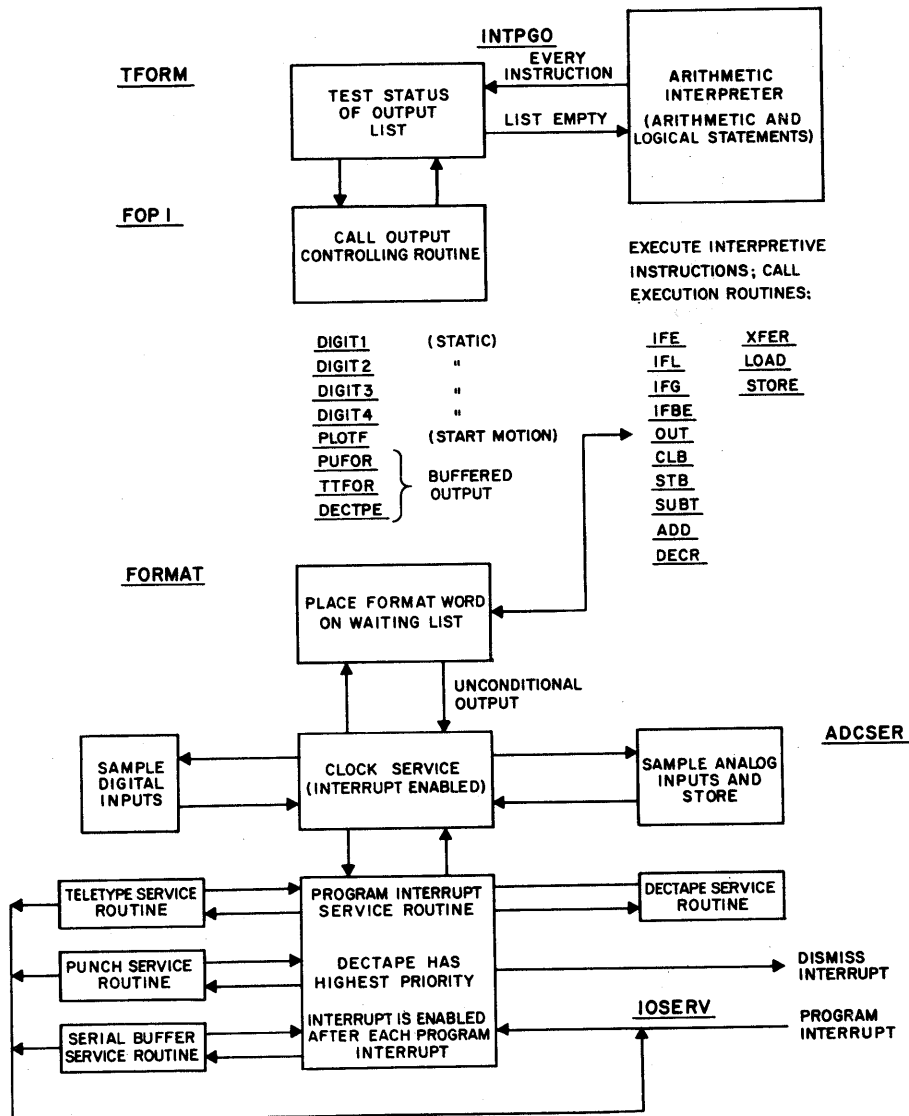 INTPGO
TFORM
TEST STATUS
OF OUTPUT
LIST
EVERY
INSTRUCTION
LIST EMPTY
ARITHMETIC
INTERPRETER
(ARITHMETIC AND
LOGICAL STATEMENTS)
FOP I
CALL OUTPUT
CONTROLLING ROUTINE
EXECUTE INTERPRETIVE
INSTRUCTIONS; CALL
EXECUTION ROUTINES:
DIGIT1 (STATIC)
DIGIT2 "
DIGIT3 "
DIGIT4 "
PLOTF (START MOTION)
PUFOR
TTFOR
DECTPE
BUFFERED
OUTPUT
IFE XFER
IFL LOAD
IFG STORE
IFBE
OUT
CLB
STB
SUBT
ADD
DECR
FORMAT
PLACE FORMAT WORD
ON WAITING LIST
UNCONDITIONAL
OUTPUT
ADCSER
SAMPLE
DIGITAL
INPUTS
CLOCK SERVICE
(INTERRUPT ENABLED)
SAMPLE ANALOG
INPUTS AND
STORE
TELETYPE SERVICE
ROUTINE
PUNCH SERVICE
ROUTINE
SERIAL BUFFER
SERVICE ROUTINE
PROGRAM INTERRUPT
SERVICE ROUTINE
DECTAPE HAS
HIGHEST PRIORITY
INTERRUPT IS ENABLED
AFTER EACH PROGRAM
INTERRUPT
DECTAPE SERVICE
ROUTINE
DISMISS
INTERRUPT
IOSERV
PROGRAM
INTERRUPT